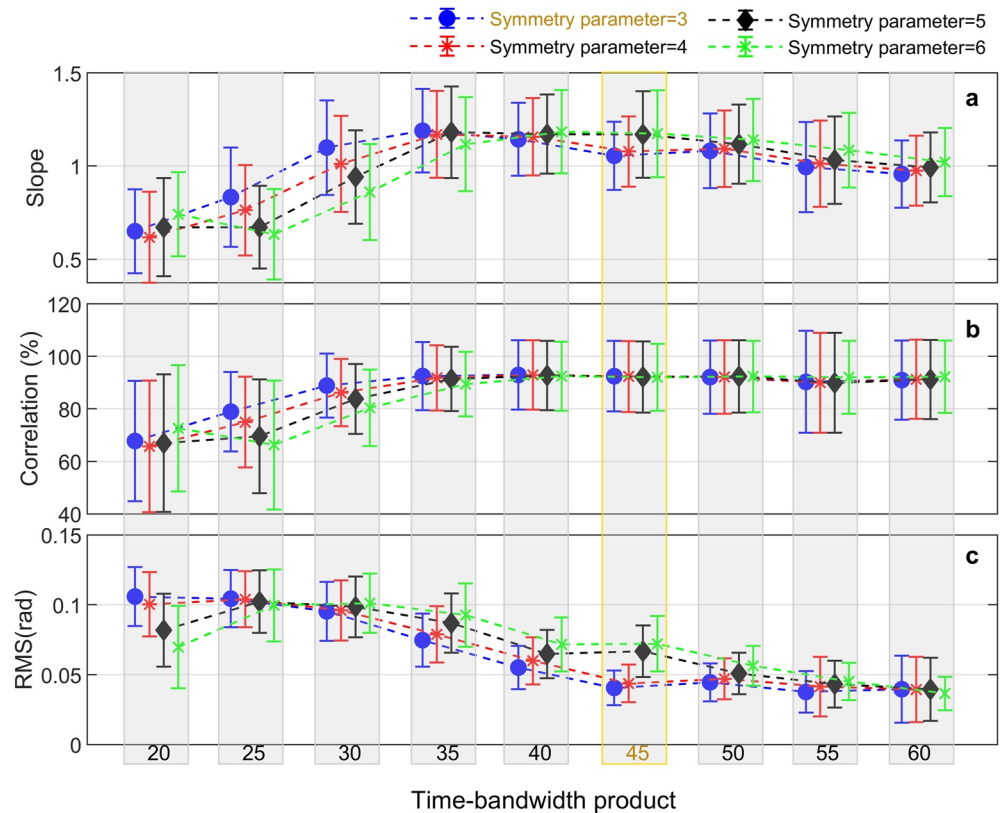 Symmetry parameter=3
Symmetry parameter=5
Symmetry parameter=4
Symmetry parameter=6
a
Slope
1.5
1
0.5
b
Correlation (%)
120
100
80
60
40
c
RMS(rad)
0.15
0.1
0.05
0
20 25 30 35 40 45 50 55 60
Time-bandwidth product